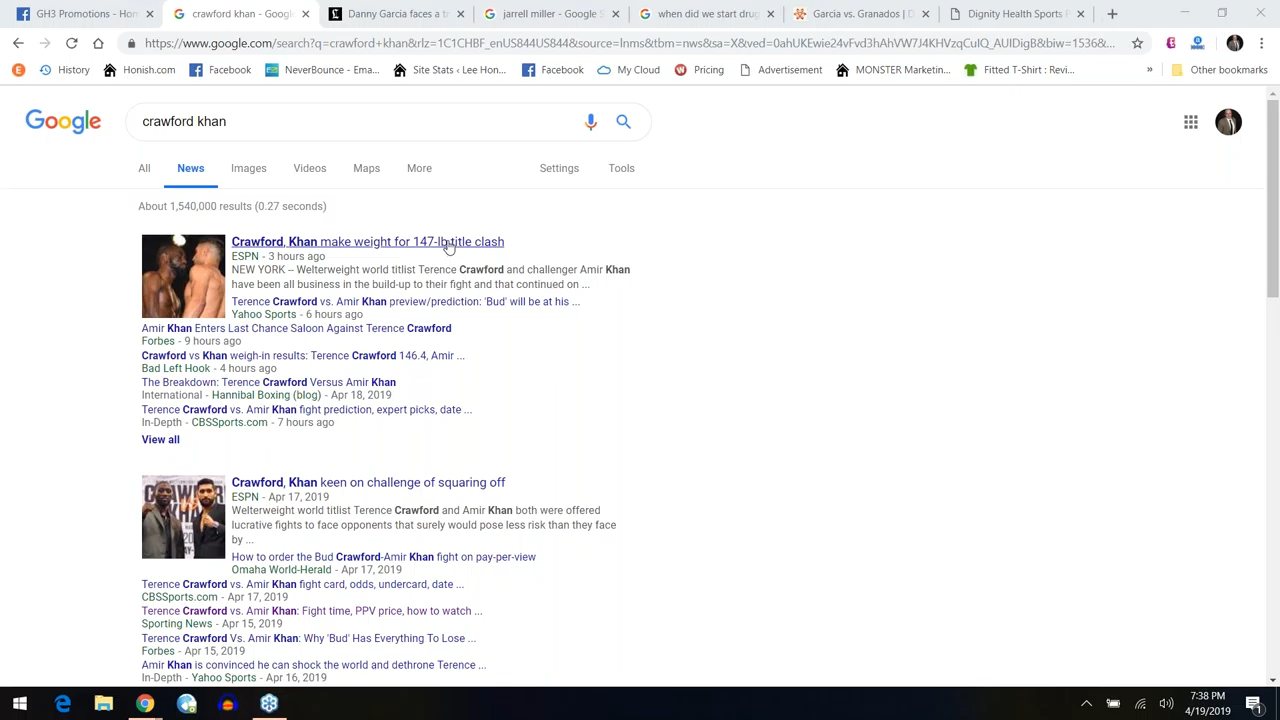 GH3 Promotions - Hom
crawford khan - Google
Danny Garcia faces a t
jarrell miller - Google S
when did we start drug
Garcia vs. Granados | D
Dignity Health Sports P
https://www.google.com/search?q=crawford+khan&rlz=1C1CHBF_enUS844US844&source=lnms&tbm=nws&sa=X&ved=0ahUKEwie24vFvd3hAhVW7J4KHVzqCuIQ_AUIDigB&biw=1536&...
History
Honish.com
Facebook
NeverBounce - Ema...
Site Stats ‹ Lee Hon...
Facebook
My Cloud
Pricing
Advertisement
MONSTER Marketin...
Fitted T-Shirt : Revi...
»
Other bookmarks
Google
crawford khan
All
News
Images
Videos
Maps
More
Settings
Tools
About 1,540,000 results (0.27 seconds)
Crawford, Khan make weight for 147-lb title clash
ESPN - 3 hours ago
NEW YORK -- Welterweight world titlist Terence Crawford and challenger Amir Khan
have been all business in the build-up to their fight and that continued on ...
Terence Crawford vs. Amir Khan preview/prediction: 'Bud' will be at his ...
Yahoo Sports - 6 hours ago
Amir Khan Enters Last Chance Saloon Against Terence Crawford
Forbes - 9 hours ago
Crawford vs Khan weigh-in results: Terence Crawford 146.4, Amir ...
Bad Left Hook - 4 hours ago
The Breakdown: Terence Crawford Versus Amir Khan
International - Hannibal Boxing (blog) - Apr 18, 2019
Terence Crawford vs. Amir Khan fight prediction, expert picks, date ...
In-Depth - CBSSports.com - 7 hours ago
View all
Crawford, Khan keen on challenge of squaring off
ESPN - Apr 17, 2019
Welterweight world titlist Terence Crawford and Amir Khan both were offered
lucrative fights to face opponents that surely would pose less risk than they face
by ...
How to order the Bud Crawford-Amir Khan fight on pay-per-view
Omaha World-Herald - Apr 17, 2019
Terence Crawford vs. Amir Khan fight card, odds, undercard, date ...
CBSSports.com - Apr 17, 2019
Terence Crawford vs. Amir Khan: Fight time, PPV price, how to watch ...
Sporting News - Apr 15, 2019
Terence Crawford Vs. Amir Khan: Why 'Bud' Has Everything To Lose ...
Forbes - Apr 15, 2019
Amir Khan is convinced he can shock the world and dethrone Terence ...
In-Depth - Yahoo Sports - Apr 16, 2019
7:38 PM
4/19/2019